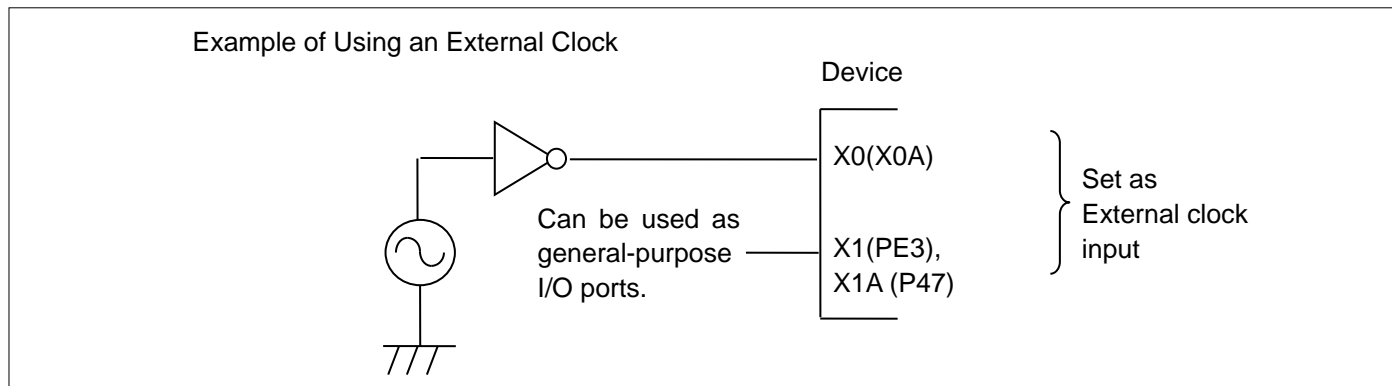 Example of Using an External Clock
Device
X0(X0A)
Can be used as
general-purpose
I/O ports.
X1(PE3),
X1A (P47)
Set as
External clock
input